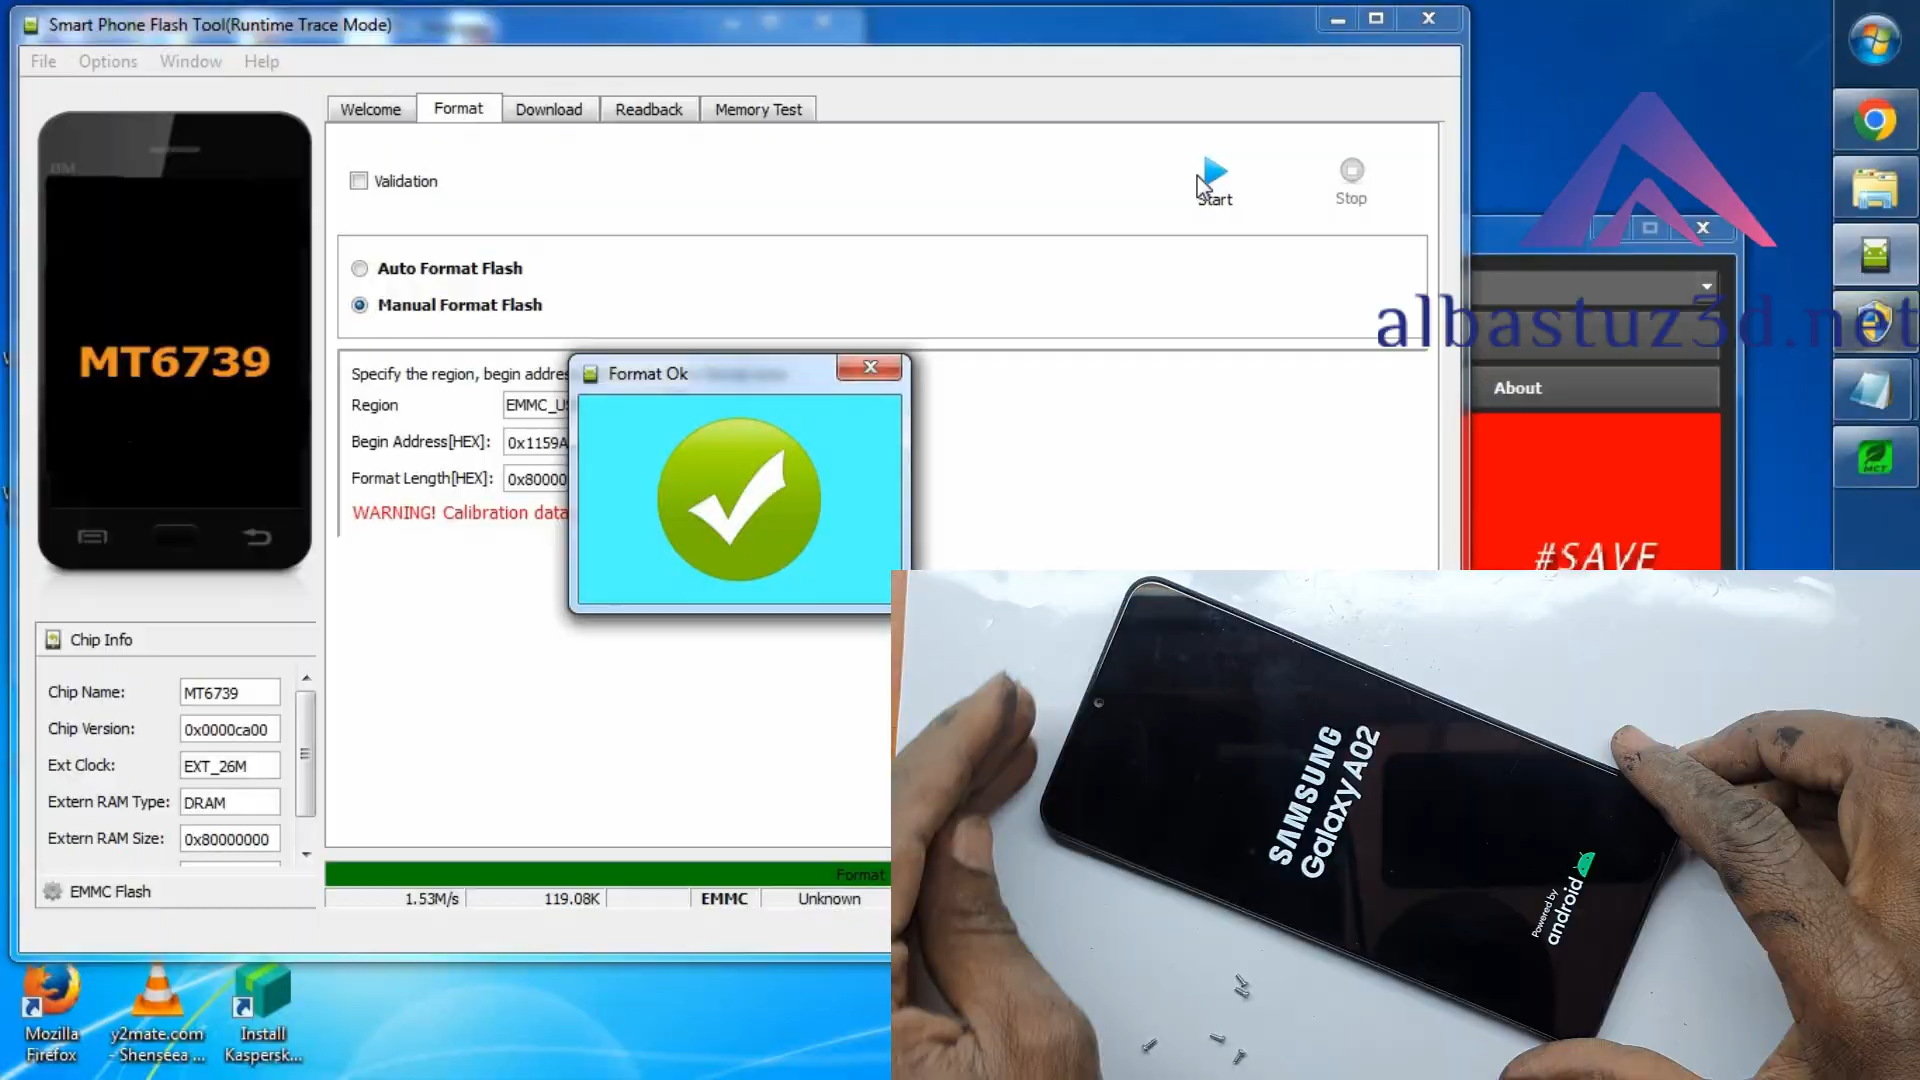 Smart Phone Flash Tool(Runtime Trace Mode)
File Options Window Help
Welcome Format Download Readback Memory Test
BM
Validation
Start Stop
Auto Format Flash
Manual Format Flash
albastuz3d.net
MT6739
Specify the region, begin addre
Format Ok
Region EMMC_U
Begin Address[HEX]: 0x1159A
Format Length[HEX]: 0x80000
WARNING! Calibration data
About
MCT
#SAVE
Chip Info
Chip Name: MT6739
Chip Version: 0x0000ca00
Ext Clock: EXT_26M
Extern RAM Type: DRAM
Extern RAM Size: 0x80000000
EMMC Flash
Format
1.53M/s 119.08K EMMC Unknown
SAMSUNG
Galaxy A02
Powered by
android
Mozilla
Firefox
y2mate.com
- Shenseea ...
Install
Kaspersk...